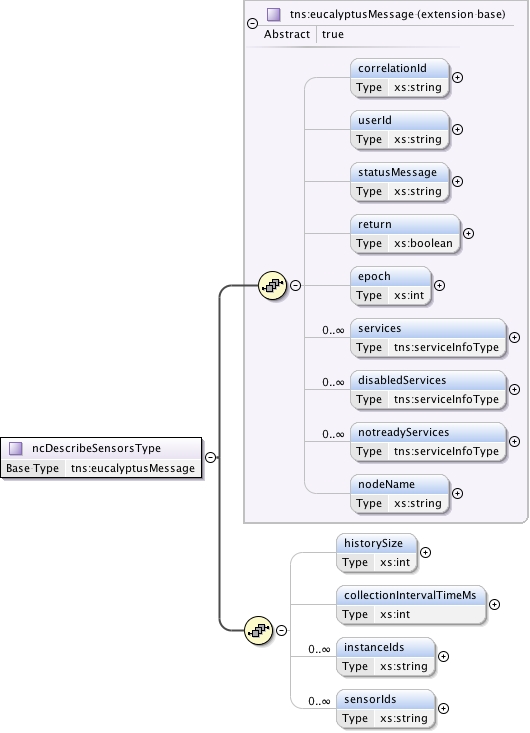 tns:eucalyptusMessage (extension base)
Abstract true
correlationId
Type xs:string
userId
Type xs:string
statusMessage
Type xs:string
return
Type xs:boolean
epoch
Type xs:int
0..∞ services
Type tns:serviceInfoType
0..∞ disabledServices
Type tns:serviceInfoType
0..∞ notreadyServices
Type tns:serviceInfoType
nodeName
Type xs:string
ncDescribeSensorsType
Base Type tns:eucalyptusMessage
historySize
Type xs:int
collectionIntervalTimeMs
Type xs:int
0..∞ instanceIds
Type xs:string
0..∞ sensorIds
Type xs:string